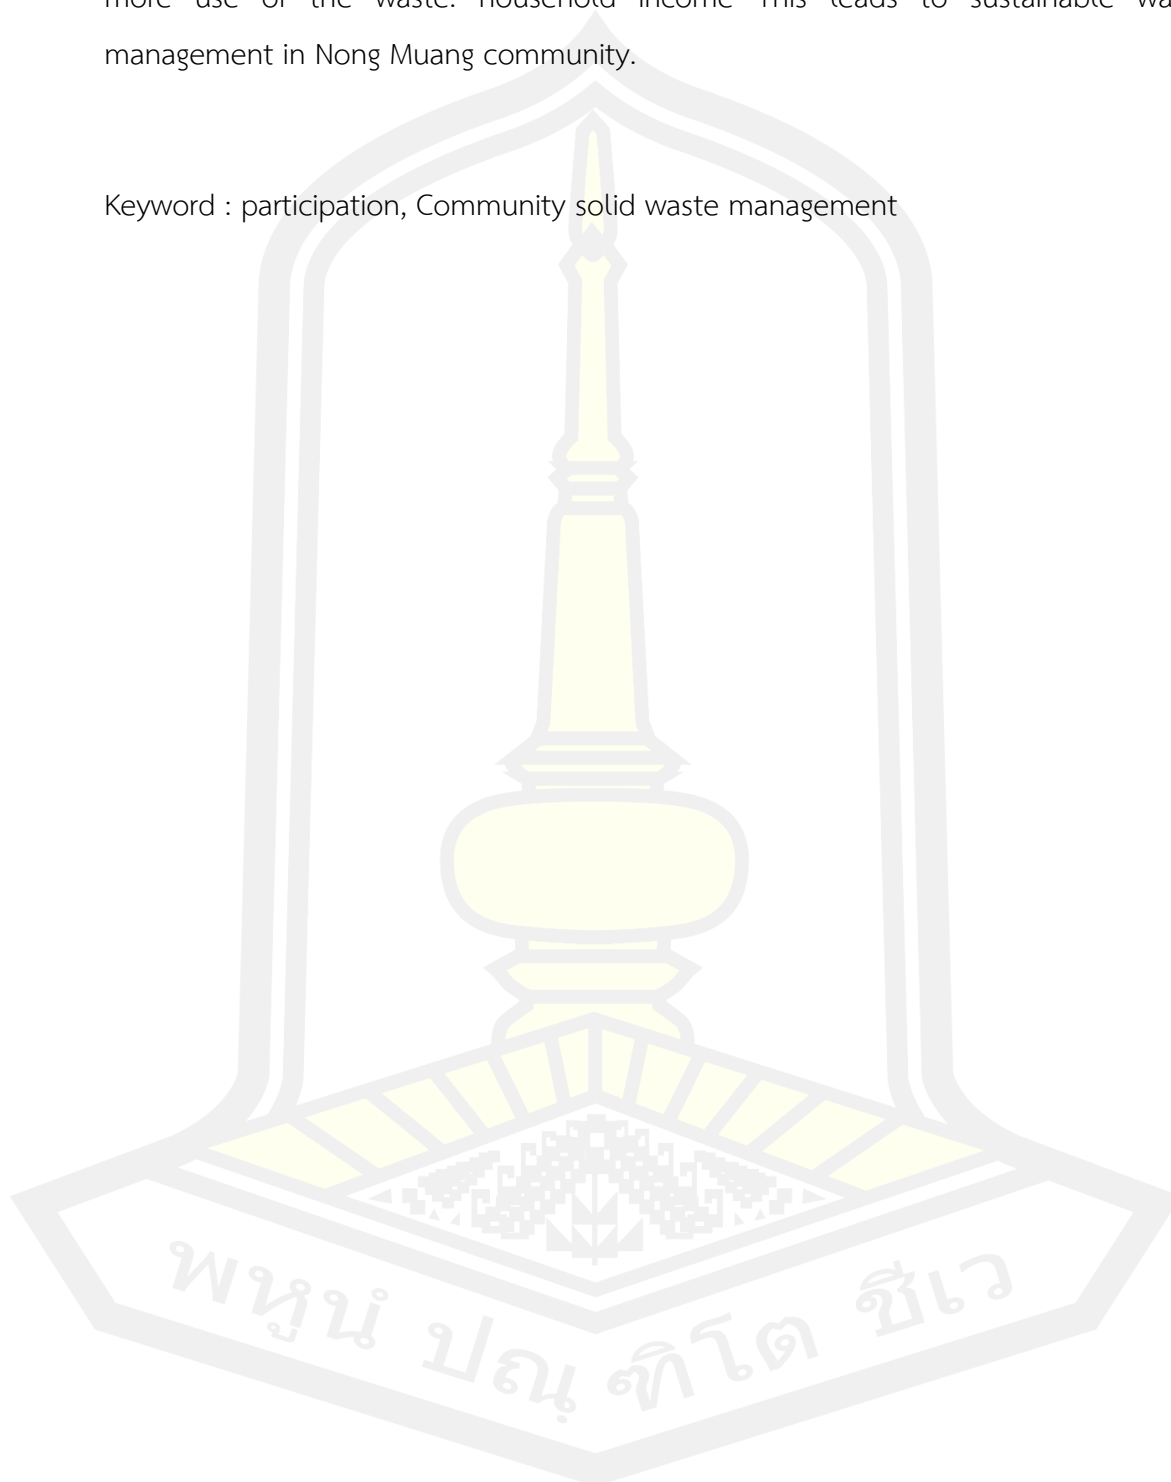 more use of the waste. household income This leads to sustainable
management in Nong Muang community.
Keyword : participation, Community solid waste management
พหูนํ ปณฺฑิโต ชีเว